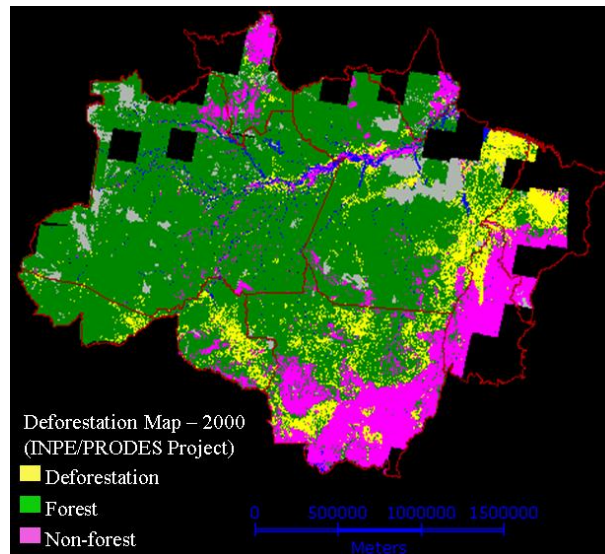 Deforestation Map – 2000
(INPE/PRODES Project)
Deforestation
Forest
Non-forest
0 500000 1000000 1500000
Meters